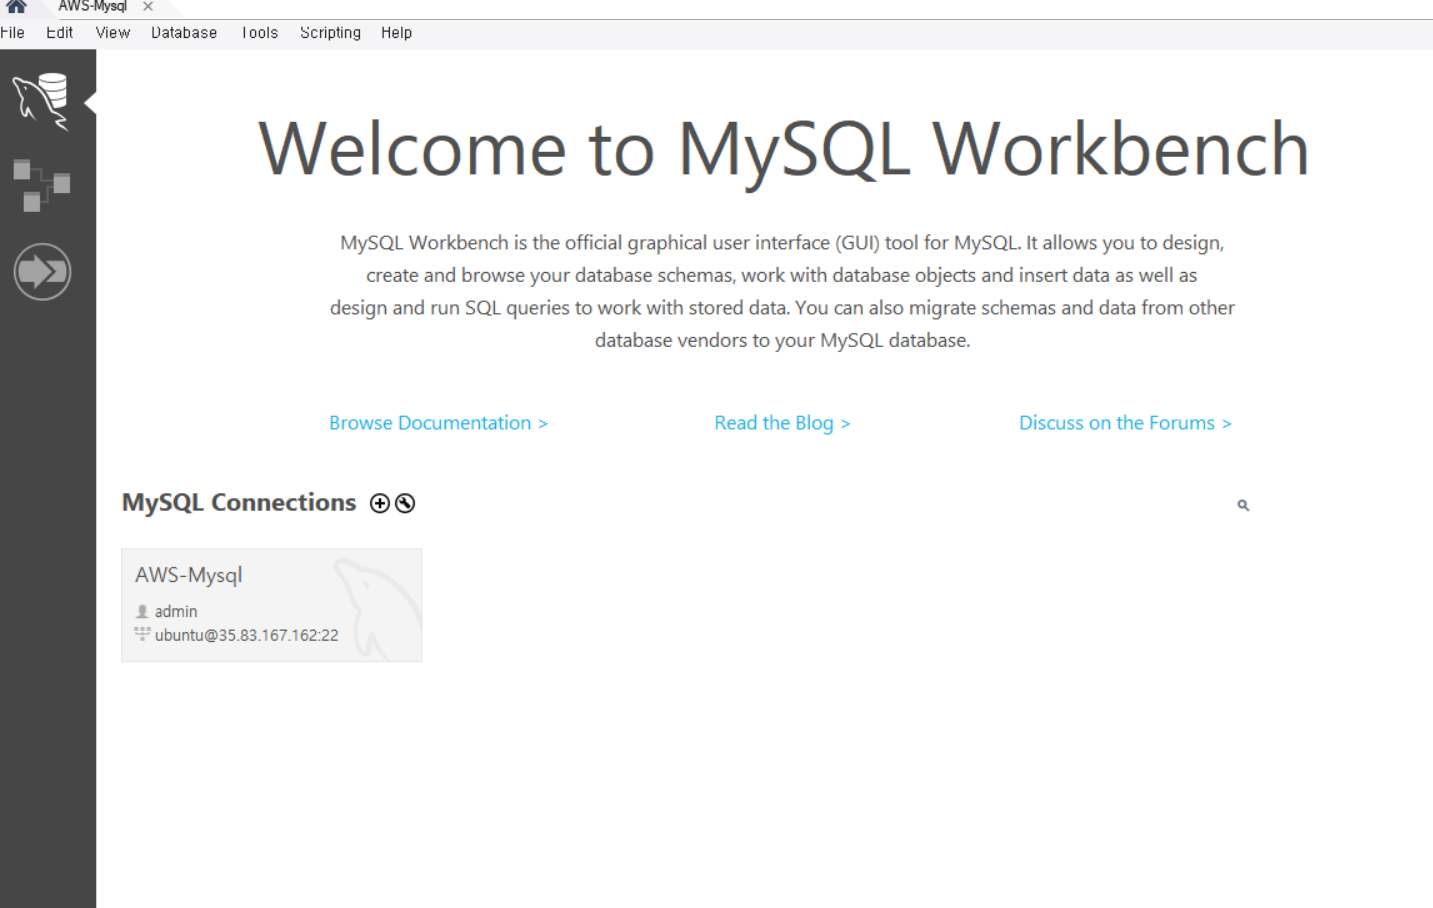 AWS-Mysql
File Edit View Database Tools Scripting Help
Welcome to MySQL Workbench
MySQL Workbench is the official graphical user interface (GUI) tool for MySQL. It allows you to design,
create and browse your database schemas, work with database objects and insert data as well as
design and run SQL queries to work with stored data. You can also migrate schemas and data from other
database vendors to your MySQL database.
Browse Documentation > Read the Blog > Discuss on the Forums >
MySQL Connections
AWS-Mysql
admin
ubuntu@35.83.167.162:22